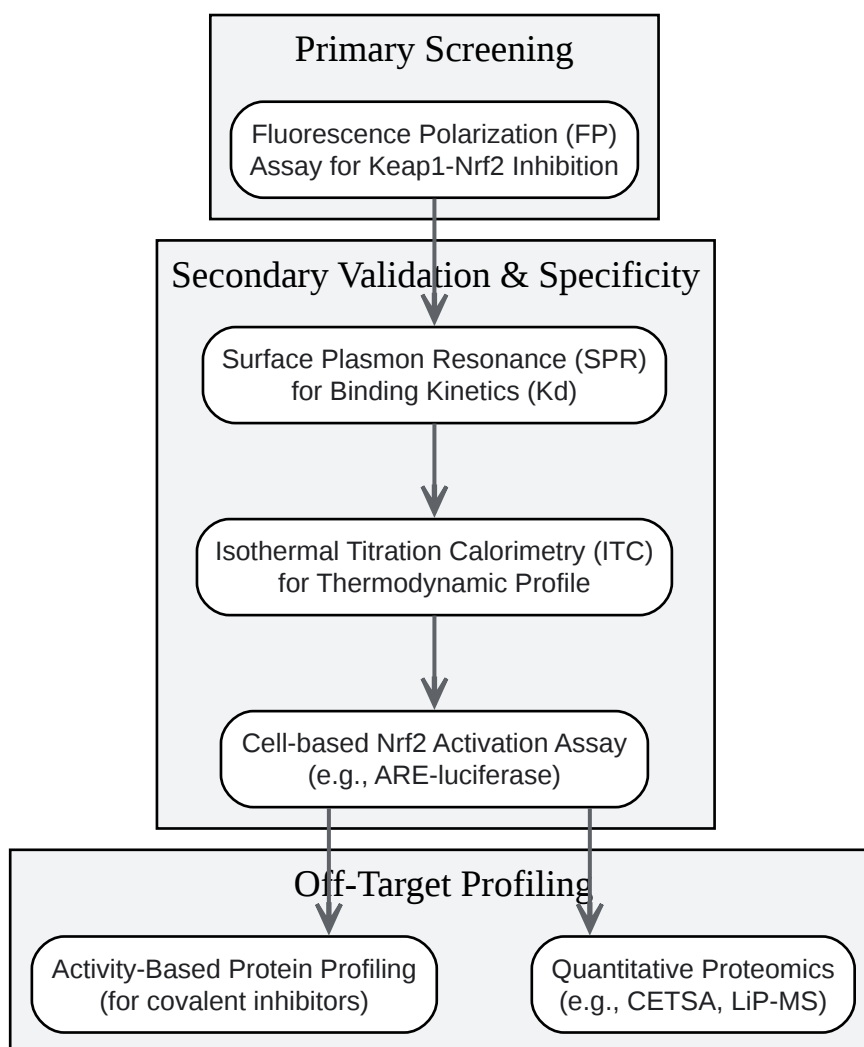 Primary Screening
Fluorescence Polarization (FP)
Assay for Keap1-Nrf2 Inhibition
Secondary Validation & Specificity
Surface Plasmon Resonance (SPR)
for Binding Kinetics (Kd)
Isothermal Titration Calorimetry (ITC)
for Thermodynamic Profile
Cell-based Nrf2 Activation Assay
(e.g., ARE-luciferase)
Off-Target Profiling
Activity-Based Protein Profiling
(for covalent inhibitors)
Quantitative Proteomics
(e.g., CETSA, LiP-MS)